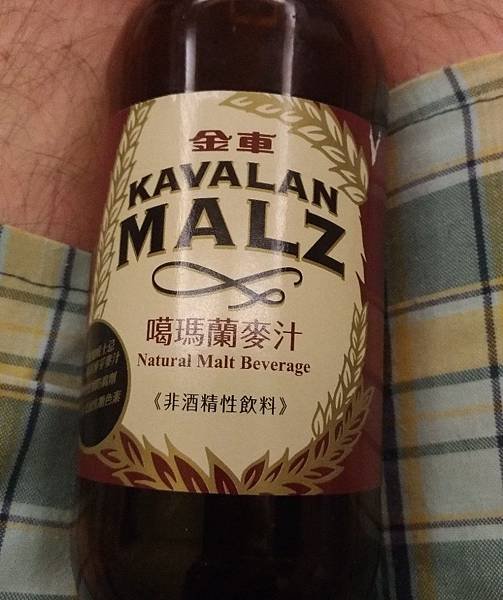 金車
KAVALAN
MALZ
噶瑪蘭麥汁
Natural Malt Beverage
《非酒精性飲料》